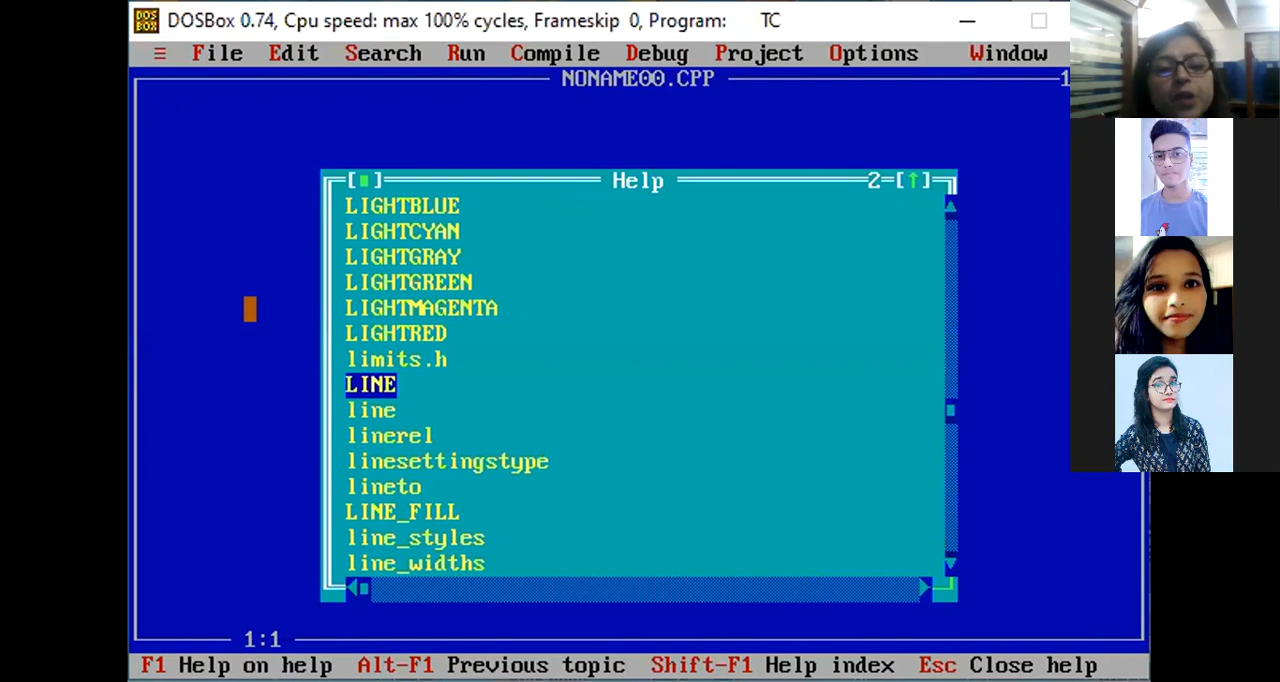 DOS BOX DOSBox 0.74, Cpu speed: max 100% cycles, Frameskip 0, Program: TC
≡ File Edit Search Run Compile Debug Project Options Window
NONAME00.CPP 1
[■] Help 2=[↑]
LIGHTBLUE
LIGHTCYAN
LIGHTGRAY
LIGHTGREEN
LIGHTMAGENTA
LIGHTRED
limits.h
LINE
line
linerel
linesettingstype
lineto
LINE_FILL
line_styles
line_widths
1:1
F1 Help on help Alt-F1 Previous topic Shift-F1 Help index Esc Close help